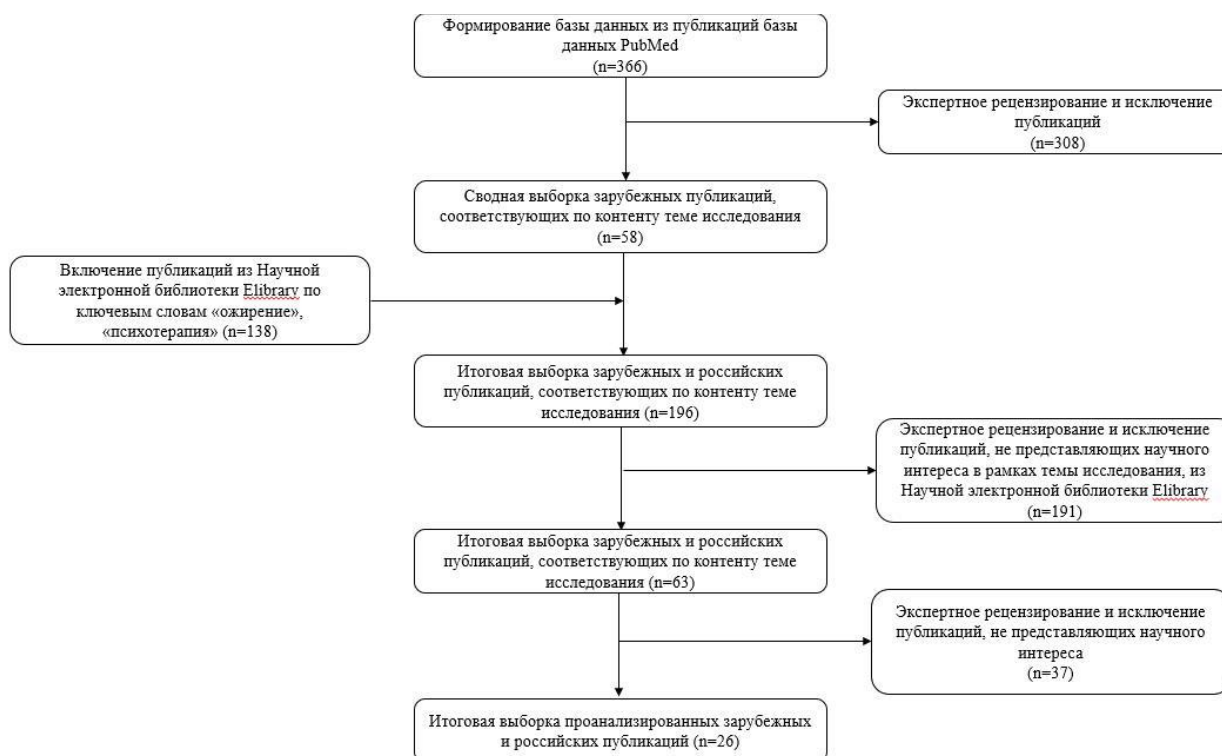 Формирование базы данных из публикаций базы
данных PubMed
(n=366)
Экспертное рецензирование и исключение
публикаций
(n=308)
Сводная выборка зарубежных публикаций,
соответствующих по контенту теме исследования
(n=58)
Включение публикаций из Научной
электронной библиотеки Elibrary по
ключевым словам «ожирение»,
«психотерапия» (n=138)
Итоговая выборка зарубежных и российских
публикаций, соответствующих по контенту теме
исследования (n=196)
Экспертное рецензирование и исключение
публикаций, не представляющих научного
интереса в рамках темы исследования, из
Научной электронной библиотеки Elibrary
(n=191)
Итоговая выборка зарубежных и российских
публикаций, соответствующих по контенту теме
исследования (n=63)
Экспертное рецензирование и исключение
публикаций, не представляющих научного
интереса
(n=37)
Итоговая выборка проанализированных зарубежных
и российских публикаций (n=26)